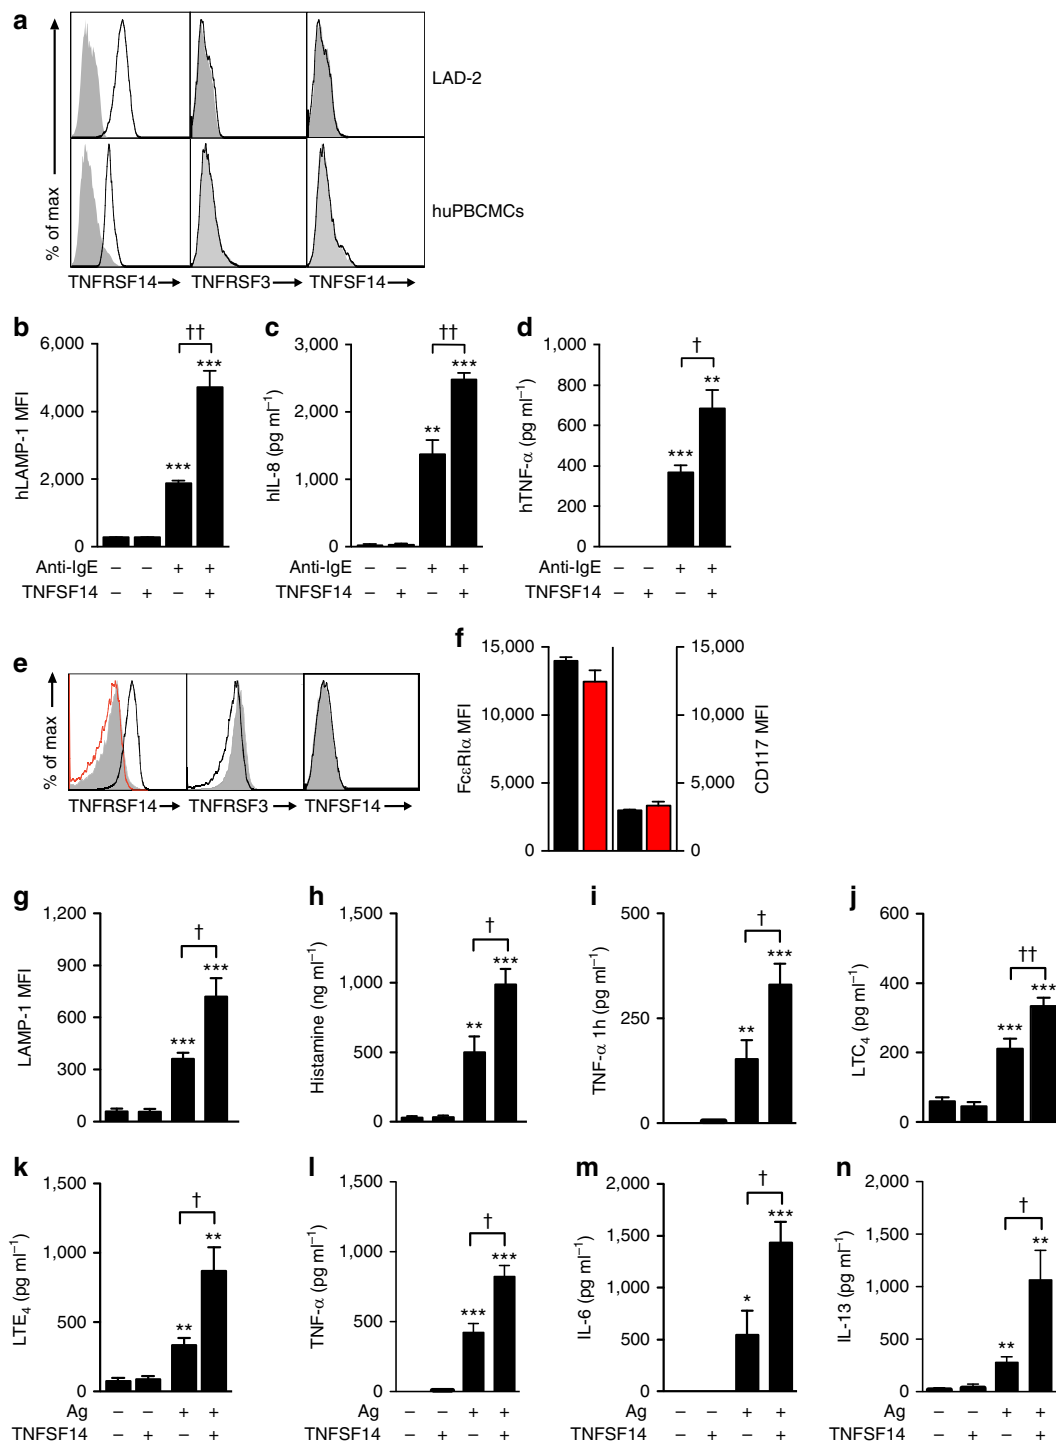 a
% of max
LAD-2
huPBCMCs
TNFRSF14 TNFRSF3 TNFSF14
b
hLAMP-1 MFI
6,000
4,000
2,000
0
††
***
***
Anti-IgE – – + +
TNFSF14 – + – +
c
hIL-8 (pg ml⁻¹)
3,000
2,000
1,000
0
††
***
**
Anti-IgE – – + +
TNFSF14 – + – +
d
hTNF-α (pg ml⁻¹)
1,000
800
600
400
200
0
†
**
***
Anti-IgE – – + +
TNFSF14 – + – +
e
% of max
TNFRSF14 TNFRSF3 TNFSF14
f
FcεRIα MFI
15,000
10,000
5,000
0
15,000
10,000
5,000
0
CD117 MFI
g
LAMP-1 MFI
1,200
900
600
300
0
†
***
***
h
Histamine (ng ml⁻¹)
1,500
1,000
500
0
†
***
**
i
TNF-α 1h (pg ml⁻¹)
500
250
0
†
***
**
j
LTC₄ (pg ml⁻¹)
600
400
200
0
††
***
***
k
LTE₄ (pg ml⁻¹)
1,500
1,000
500
0
†
**
**
Ag – – + +
TNFSF14 – + – +
l
TNF-α (pg ml⁻¹)
1,500
1,000
500
0
†
***
***
Ag – – + +
TNFSF14 – + – +
m
IL-6 (pg ml⁻¹)
2,000
1,500
1,000
500
0
†
***
*
Ag – – + +
TNFSF14 – + – +
n
IL-13 (pg ml⁻¹)
2,000
1,500
1,000
500
0
†
**
**
Ag – – + +
TNFSF14 – + – +